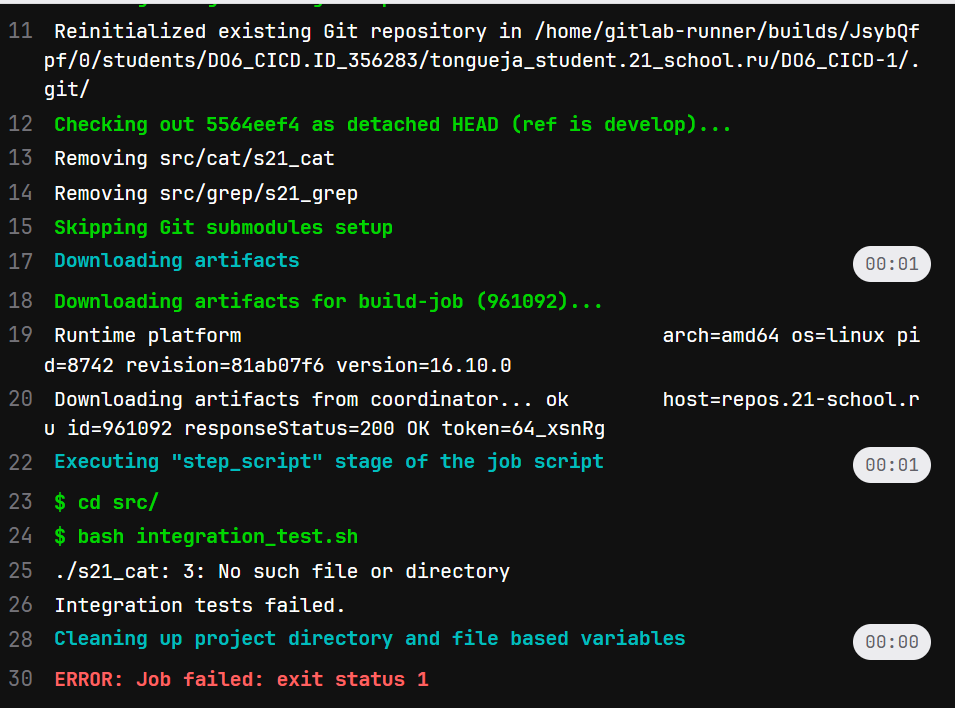 11 Reinitialized existing Git repository in /home/gitlab-runner/builds/JsybQf
pf/0/students/DO6_CICD.ID_356283/tongueja_student.21_school.ru/DO6_CICD-1/.
git/
12 Checking out 5564eef4 as detached HEAD (ref is develop)...
13 Removing src/cat/s21_cat
14 Removing src/grep/s21_grep
15 Skipping Git submodules setup
17 Downloading artifacts 00:01
18 Downloading artifacts for build-job (961092)...
19 Runtime platform arch=amd64 os=linux pi
d=8742 revision=81ab07f6 version=16.10.0
20 Downloading artifacts from coordinator... ok host=repos.21-school.r
u id=961092 responseStatus=200 OK token=64_xsnRg
22 Executing "step_script" stage of the job script 00:01
23 $ cd src/
24 $ bash integration_test.sh
25 ./s21_cat: 3: No such file or directory
26 Integration tests failed.
28 Cleaning up project directory and file based variables 00:00
30 ERROR: Job failed: exit status 1